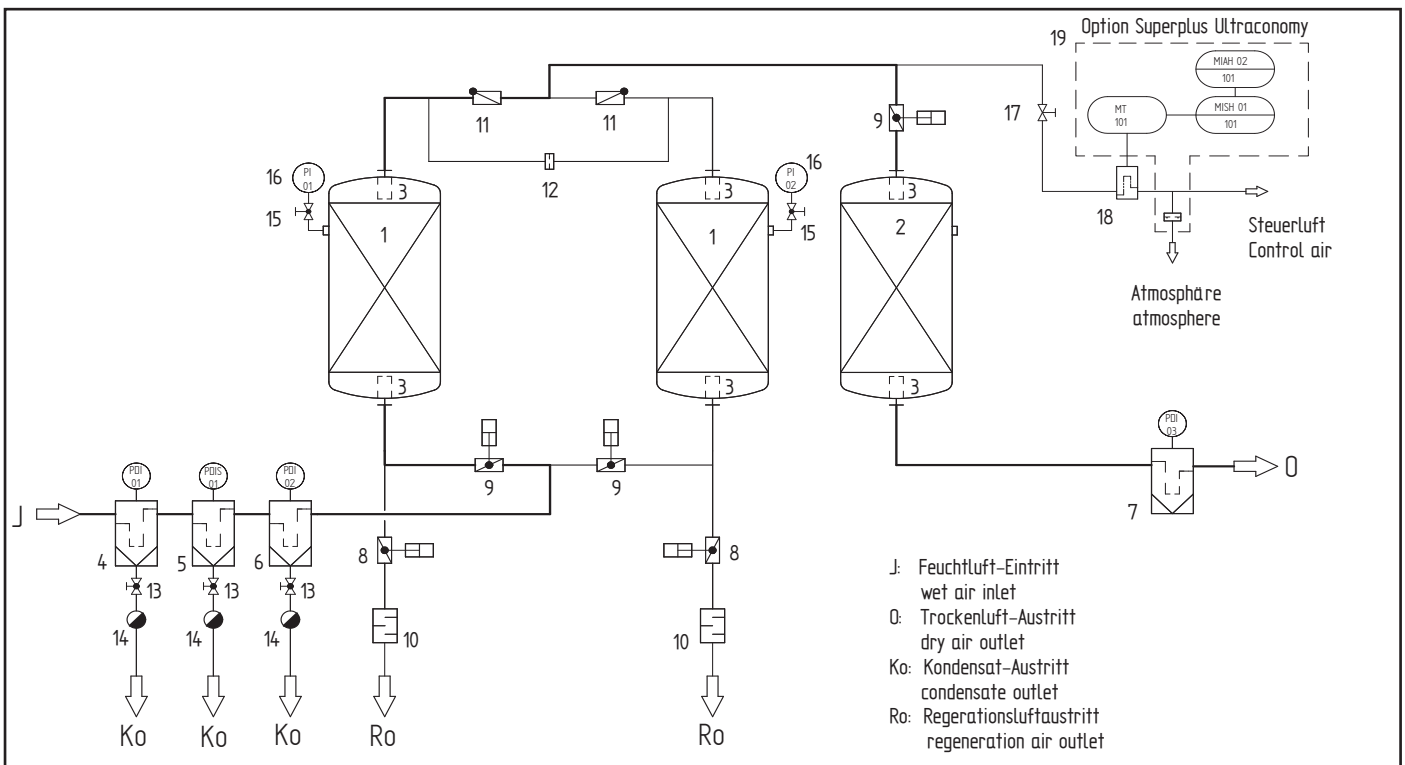 Option Superplus Ultraconomy
19
MIAH 02
101
MT
101
MISH 01
101
17
9
11
11
12
16
PI
01
15
3
1
3
1
PI
02
16
15
3
2
18
Steuerluft
Control air
Atmosphäre
atmosphere
3
3
3
9
9
PDI
01
PDIS
01
PDI
02
PDI
03
J
O
7
4
5
6
13
13
13
14
14
14
8
8
10
10
Ko
Ko
Ko
Ro
Ro
J: Feuchtluft-Eintritt
wet air inlet
O: Trockenluft-Austritt
dry air outlet
Ko: Kondensat-Austritt
condensate outlet
Ro: Regerationsluftaustritt
regeneration air outlet